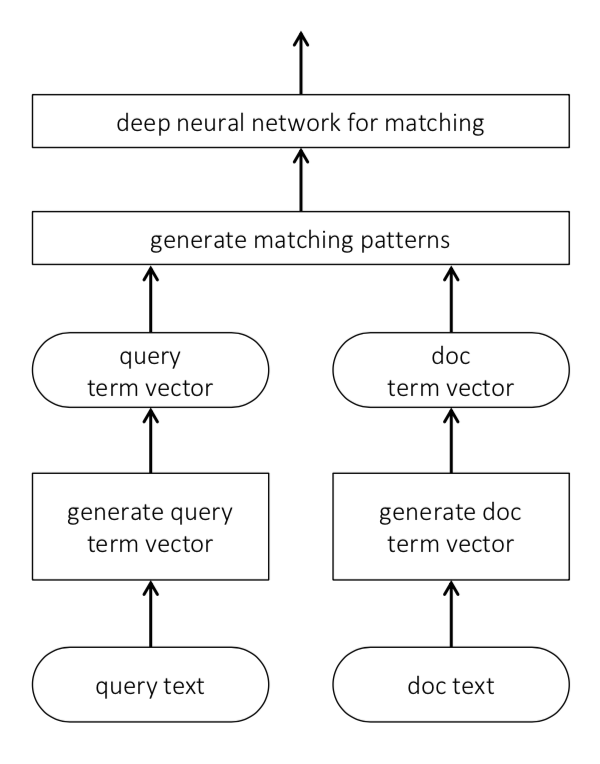 deep neural network for matching
generate matching patterns
query
term vector
doc
term vector
generate query
term vector
generate doc
term vector
query text
doc text